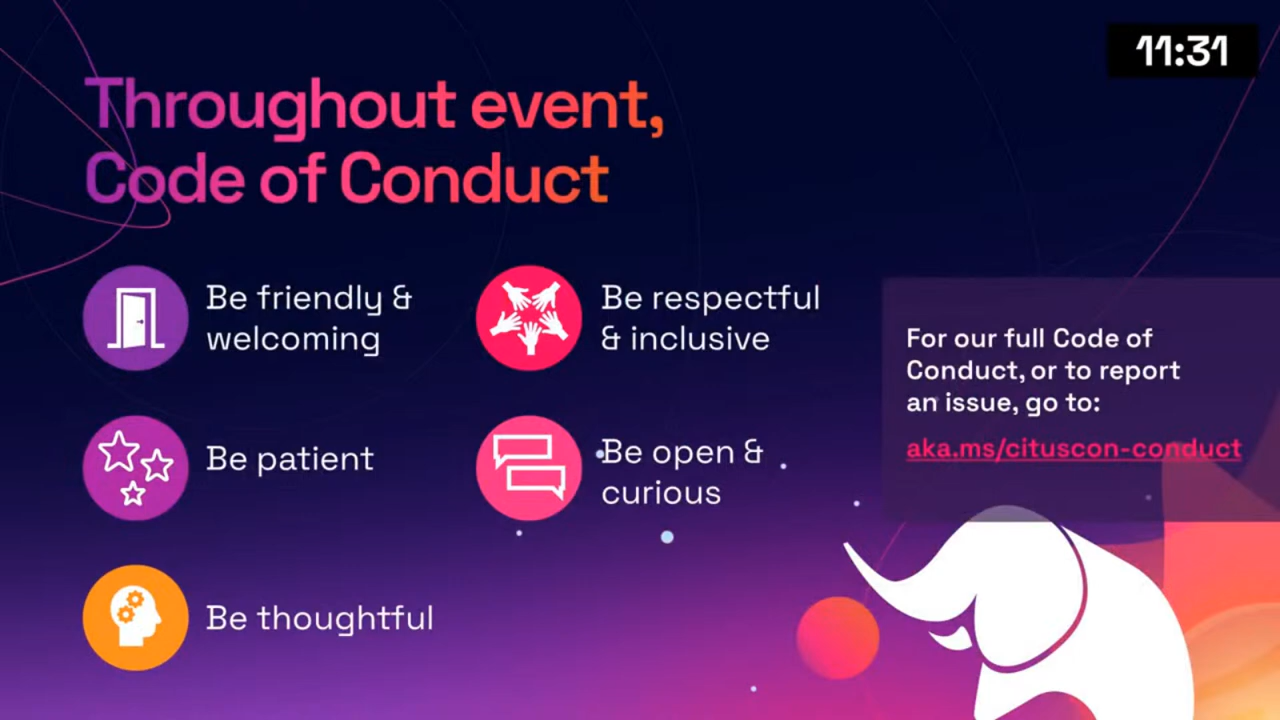 11:31
Throughout event,
Code of Conduct
Be friendly &
welcoming
Be respectful
& inclusive
Be patient
Be open &
curious
Be thoughtful
For our full Code of
Conduct, or to report
an issue, go to:
aka.ms/cituscon-conduct